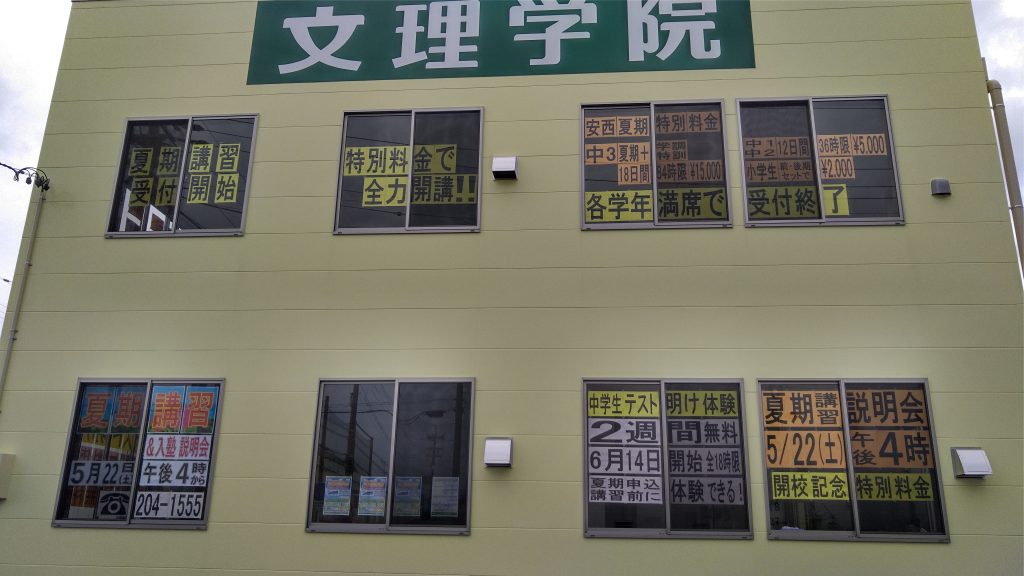 文理学院
夏期講習
受付開始
特別料金で
全力開講!!
安西夏期特別料金
中3夏期+学調特訓
18日間84時限¥15,000
各学年満席で
中1中2 12日間36時限¥5,000
小学生前・後期セットで¥2,000
受付終了
夏期講習
&入塾説明会
5月22日(土)午後4時から
204-1555
中学生テスト明け体験
2週間無料
6月14日開始全18時限
夏期講習申込前に体験できる!
夏期講習説明会
5/22(土)午後4時
開校記念特別料金